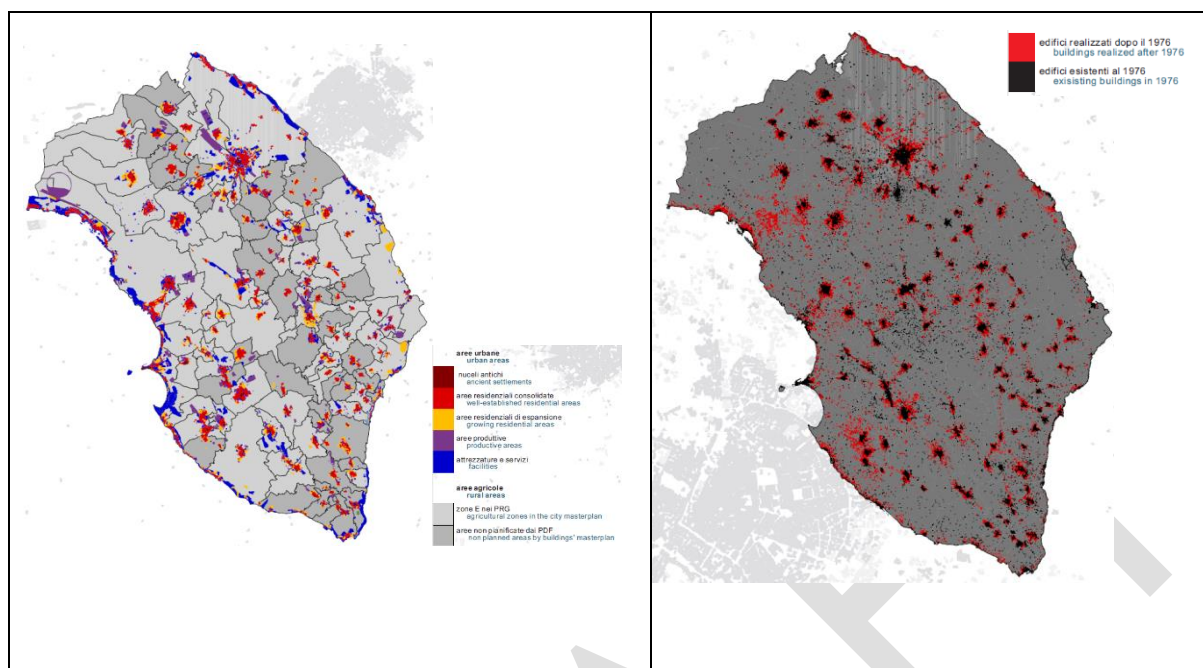 aree urbane
urban areas
nuceli antichi
ancient settlements
aree residenziali consolidate
well-established residential areas
aree residenziali di espansione
growing residential areas
aree produttive
productive areas
attrezzature e servizi
facilities
aree agricole
rural areas
zone E nei PRG
agricultural zones in the city masterplan
aree non pianificate dai PDF
non planned areas by buildings' masterplan
edifici realizzati dopo il 1976
buildings realized after 1976
edifici esistenti al 1976
exisisting buildings in 1976